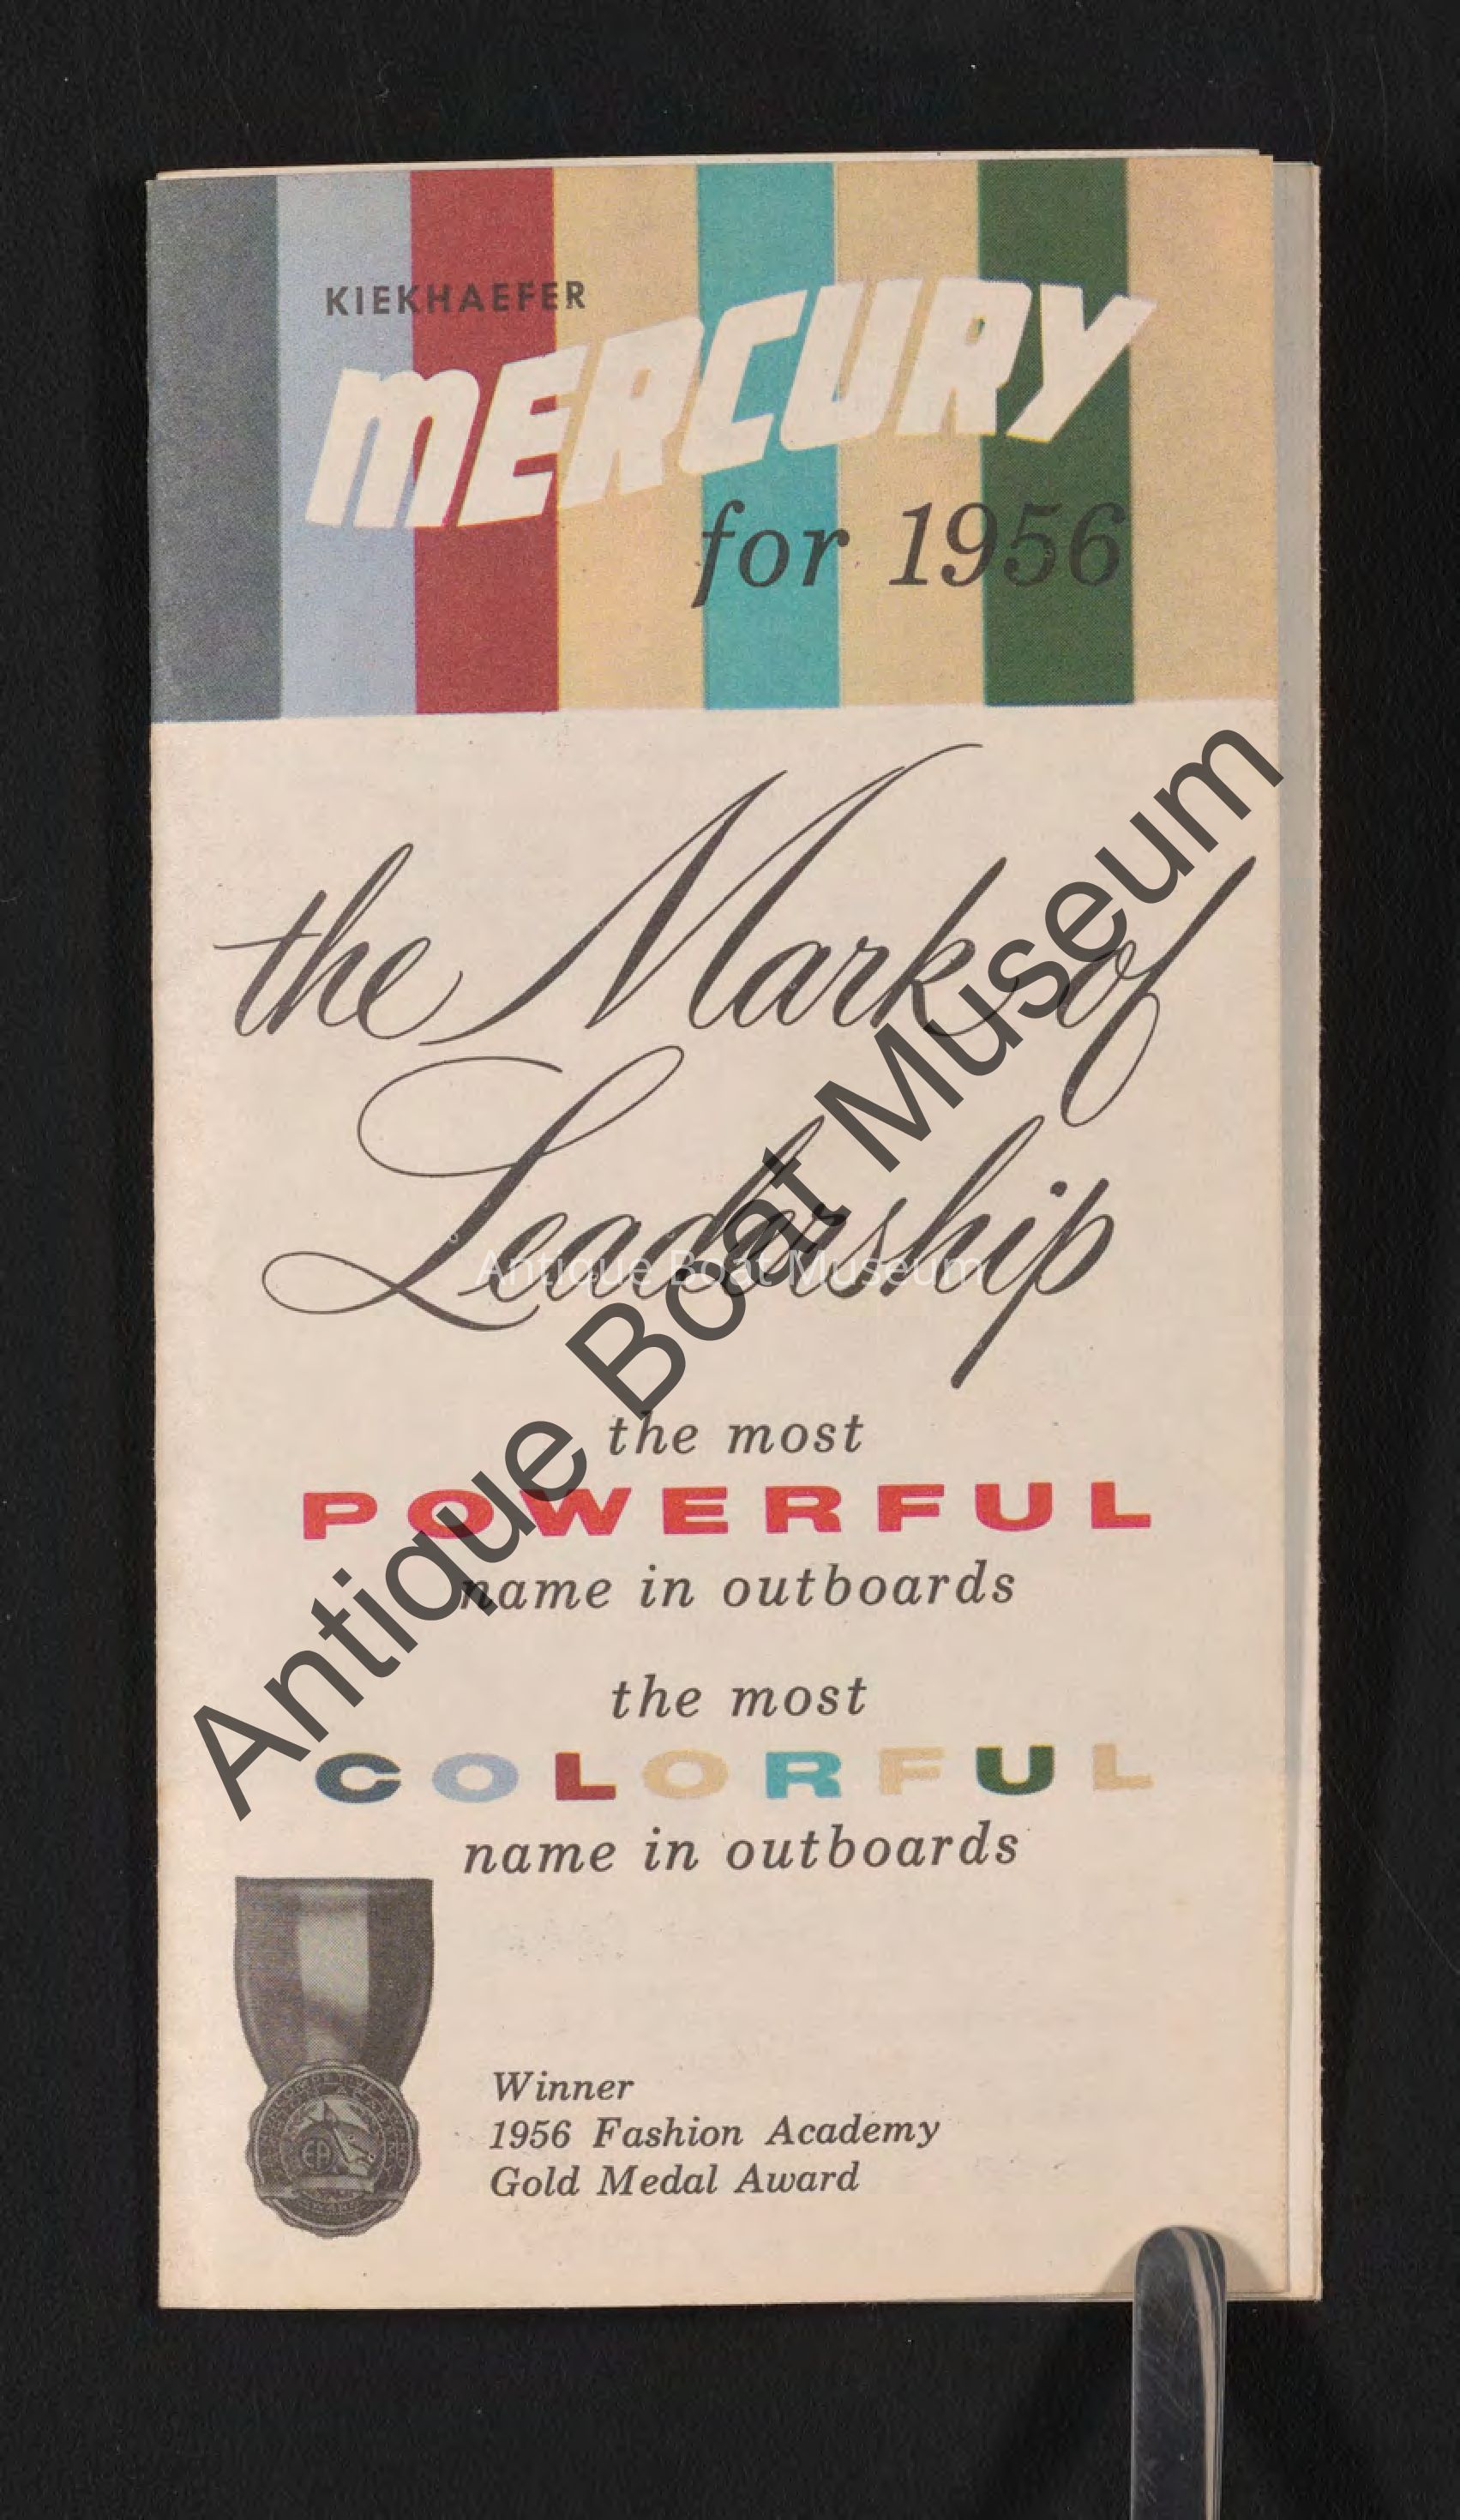 KIEKHAEFER
MERCURY
for 1956
the Mark of
Leadership
Antique Boat Museum
Antique Boat Museum
the most
POWERFUL
name in outboards
the most
COLORFUL
name in outboards
Winner
1956 Fashion Academy
Gold Medal Award